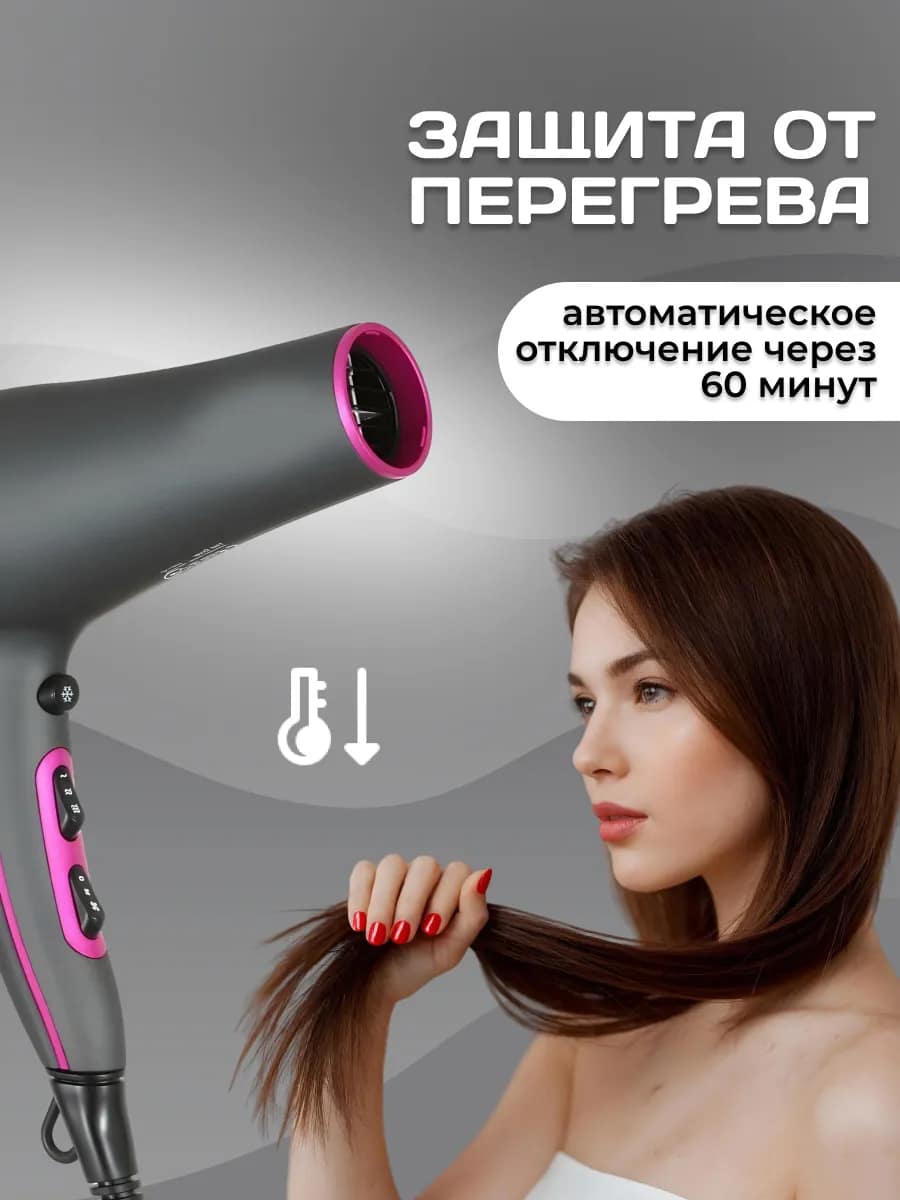 ЗАЩИТА ОТ
ПЕРЕГРЕВА
автоматическое
отключение через
60 минут